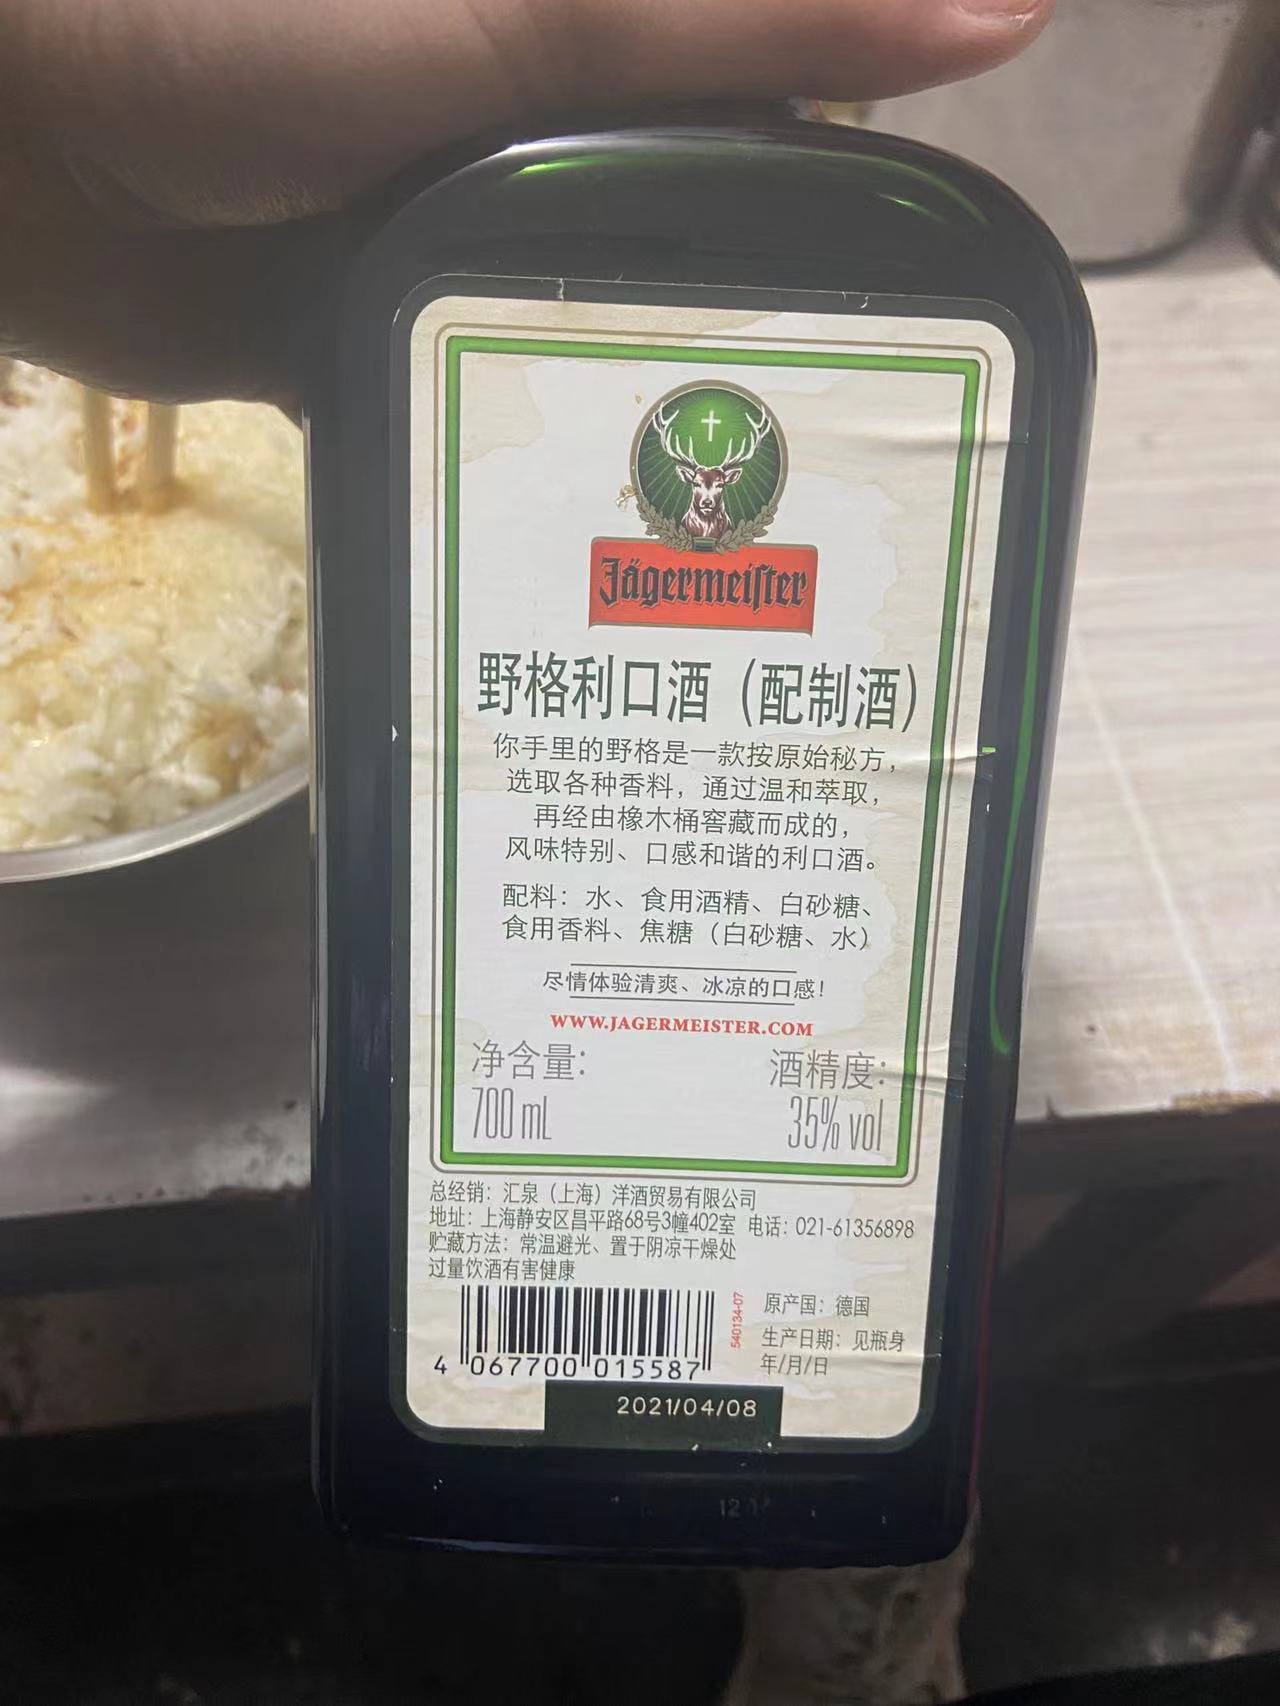 Jägermeister
野格利口酒（配制酒）
你手里的野格是一款按原始秘方，
选取各种香料，通过温和萃取，
再经由橡木桶窖藏而成的，
风味特别、口感和谐的利口酒。
配料：水、食用酒精、白砂糖、
食用香料、焦糖（白砂糖、水）
尽情体验清爽、冰凉的口感！
WWW.JAGERMEISTER.COM
净含量： 酒精度：
700 mL 35% vol
总经销：汇泉（上海）洋酒贸易有限公司
地址：上海静安区昌平路68号3幢402室 电话：021-61356898
贮藏方法：常温避光、置于阴凉干燥处
过量饮酒有害健康
540134-07
原产国：德国
生产日期：见瓶身
年/月/日
4 067700 015587
2021/04/08